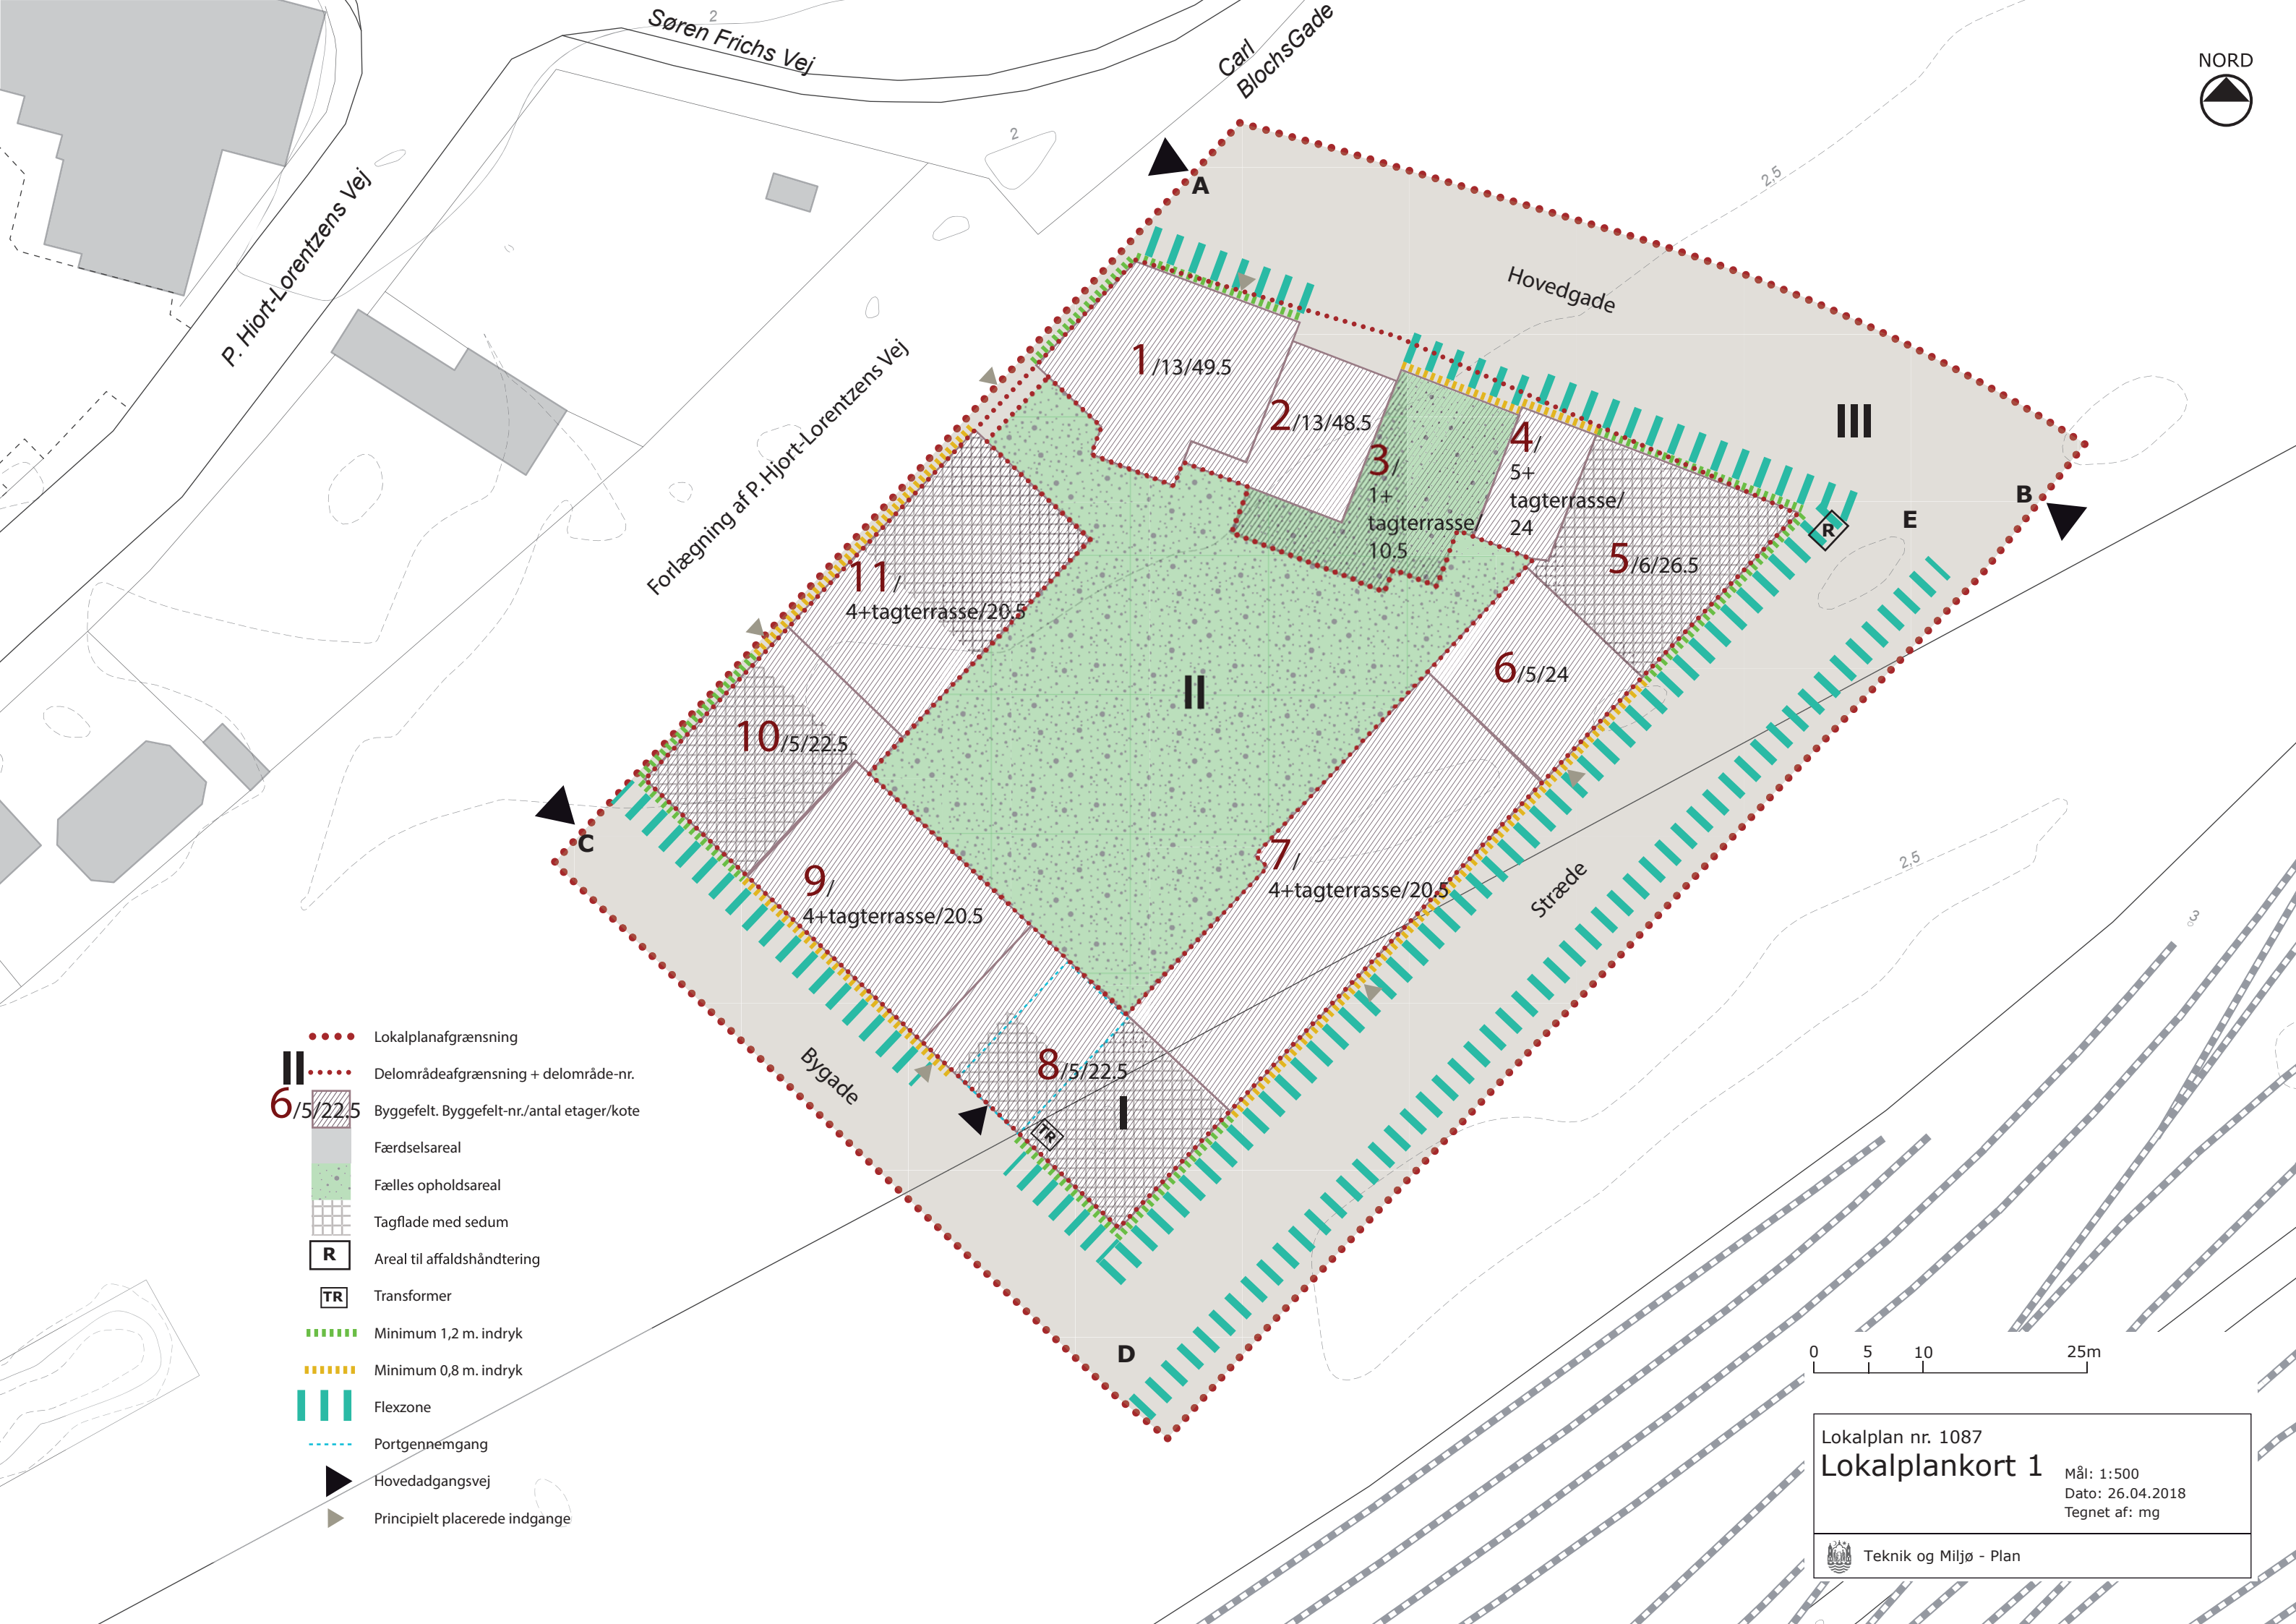 Søren Frichs Vej
2
Carl
BlochsGade
NORD
2
2,5
P. Hiort-Lorentzens Vej
A
Hovedgade
Forlægning af P. Hjort-Lorentzens Vej
1/13/49.5
2/13/48.5
3/
1+
tagterrasse/
10.5
4/
5+
tagterrasse/
24
III
B
E
R
5/6/26.5
11/
4+tagterrasse/20.5
6/5/24
II
10/5/22.5
C
7/
4+tagterrasse/20.5
9/
4+tagterrasse/20.5
Stræde
2,5
3
Bygade
8/5/22.5
I
TR
D
Lokalplanafgrænsning
II
Delområdeafgrænsning + delområde-nr.
6/5/22.5
Byggefelt. Byggefelt-nr./antal etager/kote
Færdselsareal
Fælles opholdsareal
Tagflade med sedum
R
Areal til affaldshåndtering
TR
Transformer
Minimum 1,2 m. indryk
Minimum 0,8 m. indryk
Flexzone
Portgennemgang
Hovedadgangsvej
Principielt placerede indgange
0 5 10 25m
Lokalplan nr. 1087
Lokalplankort 1
Mål: 1:500
Dato: 26.04.2018
Tegnet af: mg
Teknik og Miljø - Plan